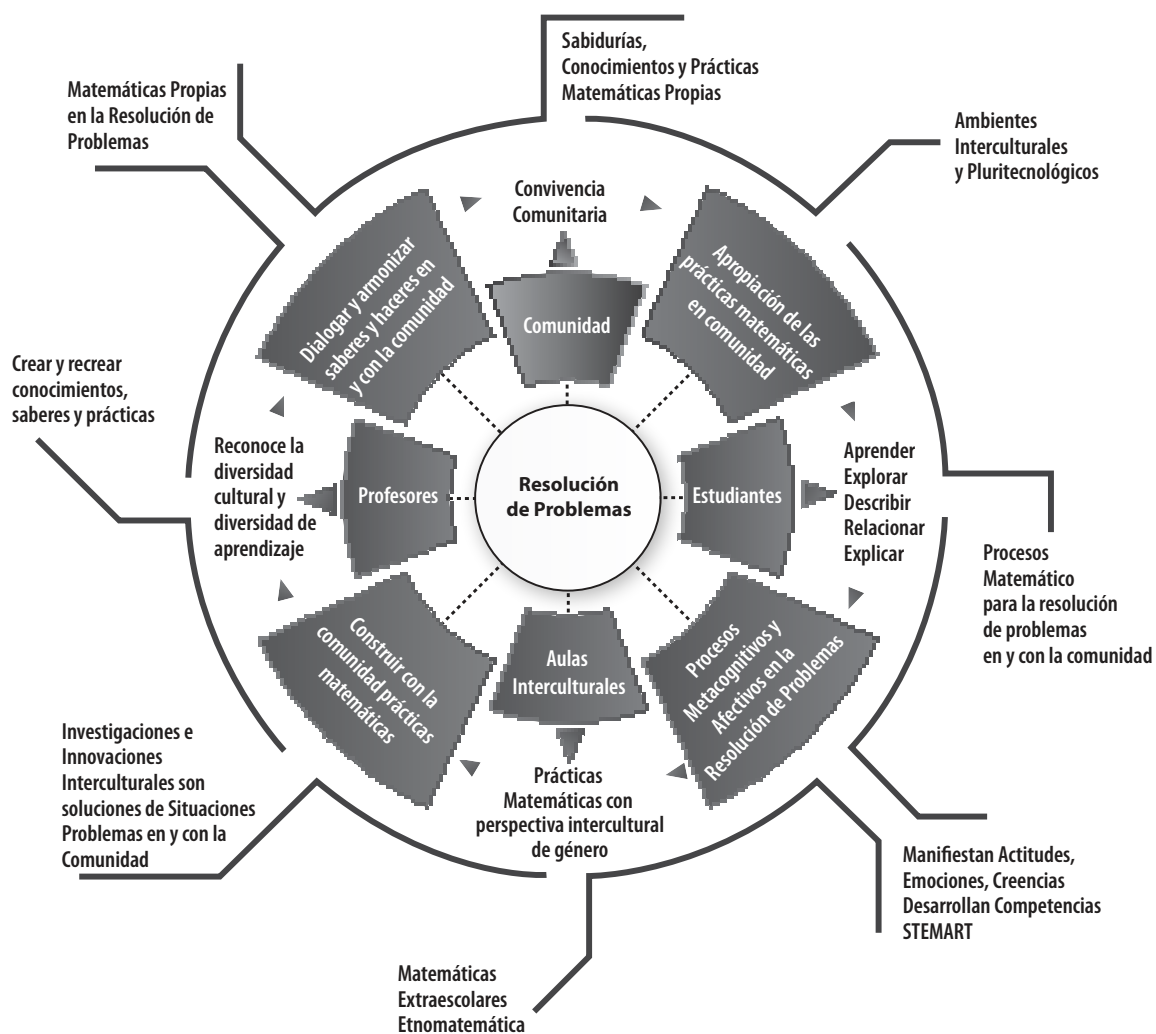 Sabidurías,
Conocimientos y Prácticas
Matemáticas Propias
Matemáticas Propias
en la Resolución de
Problemas
Ambientes
Interculturales
y Pluritecnológicos
Convivencia
Comunitaria
Dialogar y armonizar
saberes y haceres en
y con la comunidad
Comunidad
Apropiación de las
prácticas matemáticas
en comunidad
Crear y recrear
conocimientos,
saberes y prácticas
Reconoce la
diversidad
cultural y
diversidad de
aprendizaje
Profesores
Resolución
de Problemas
Estudiantes
Aprender
Explorar
Describir
Relacionar
Explicar
Procesos
Matemático
para la resolución
de problemas
en y con la comunidad
Construir con la
comunidad prácticas
matemáticas
Aulas
Interculturales
Procesos
Metacognitivos y
Afectivos en la
Resolución de Problemas
Investigaciones e
Innovaciones
Interculturales son
soluciones de Situaciones
Problemas en y con la
Comunidad
Prácticas
Matemáticas con
perspectiva intercultural
de género
Manifiestan Actitudes,
Emociones, Creencias
Desarrollan Competencias
STEMART
Matemáticas
Extraescolares
Etnomatemática